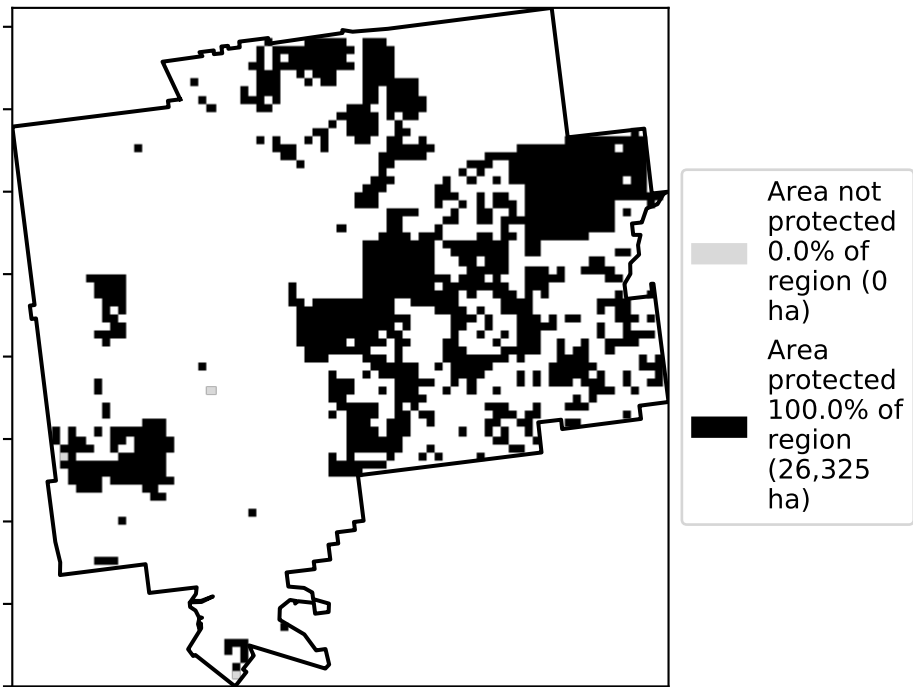 Area not
protected
0.0% of
region (0
ha)
Area
protected
100.0% of
region
(26,325
ha)